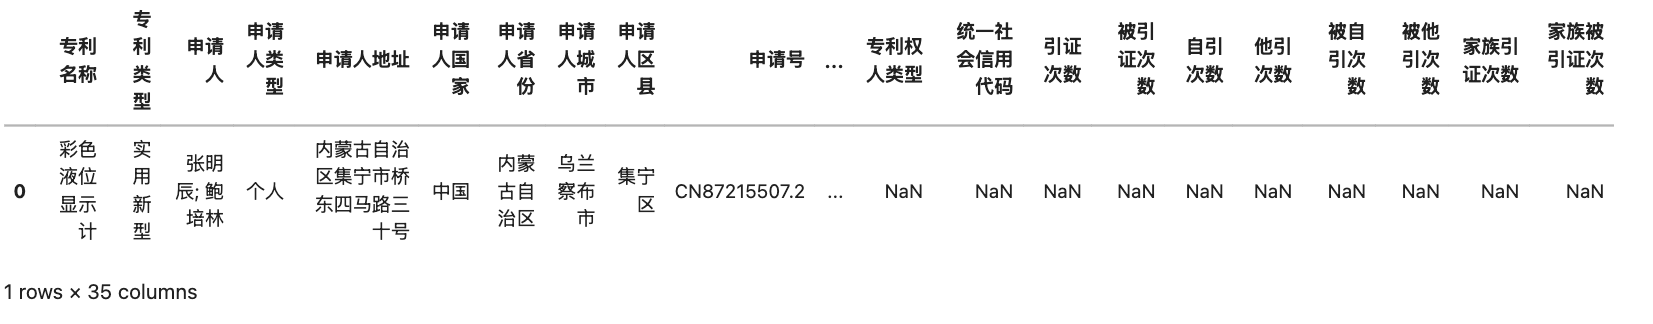 专利名称 专利类型 申请人 申请人类型 申请人地址 申请人国家 申请人省份 申请人城市 申请人区县 申请号 ... 专利权人类型 统一社会信用代码 引证次数 被引证次数 自引次数 他引次数 被自引次数 被他引次数 家族引证次数 家族被引证次数
0 彩色液位显示计 实用新型 张明辰; 鲍培林 个人 内蒙古自治区集宁市桥东四马路三十号 中国 内蒙古自治区 乌兰察布市 集宁区 CN87215507.2 ... NaN NaN NaN NaN NaN NaN NaN NaN NaN NaN
1 rows × 35 columns